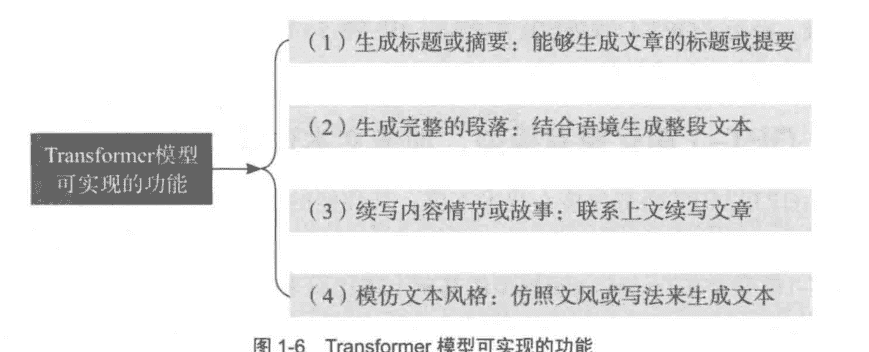 Transformer模型
可实现的功能
(1)生成标题或摘要：能够生成文章的标题或提要
(2)生成完整的段落：结合语境生成整段文本
(3)续写内容情节或故事：联系上文续写文章
(4)模仿文本风格：仿照文风或写法来生成文本
图 1-6 Transformer 模型可实现的功能